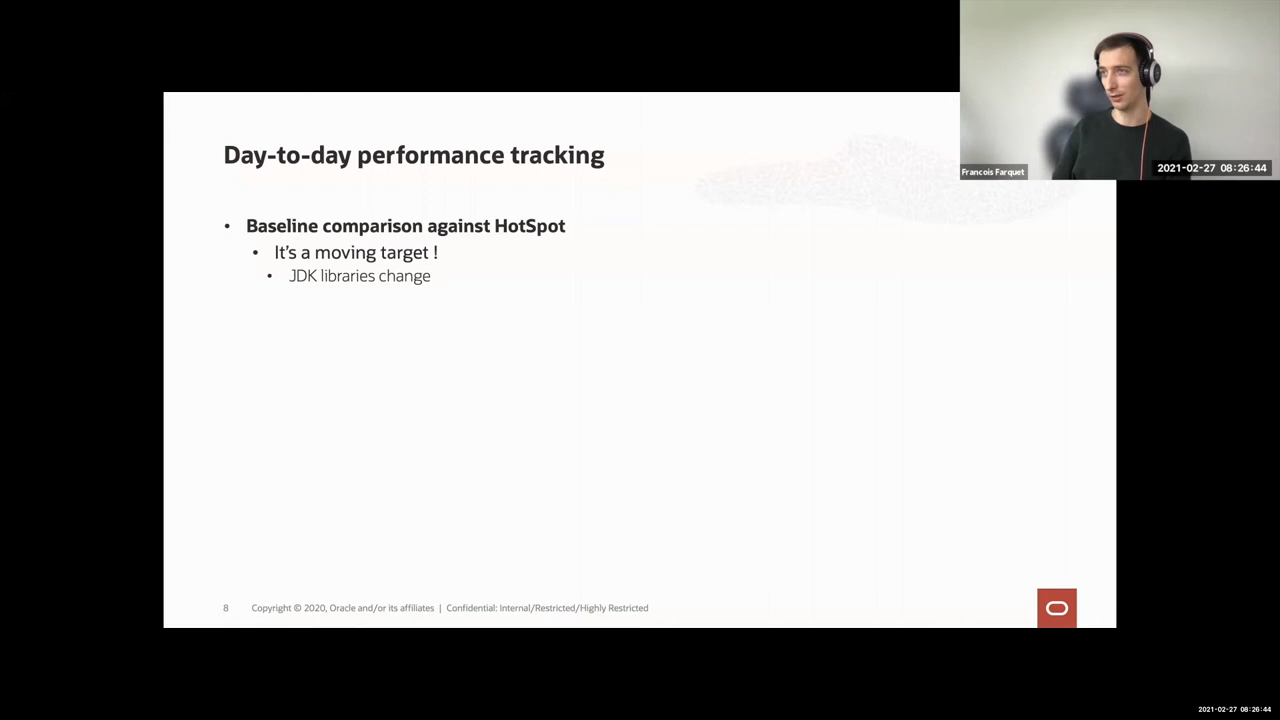 Francois Farquet
2021-02-27 08:26:44
Day-to-day performance tracking
• Baseline comparison against HotSpot
• It's a moving target !
• JDK libraries change
8 Copyright © 2020, Oracle and/or its affiliates | Confidential: Internal/Restricted/Highly Restricted
2021-02-27 08:26:44